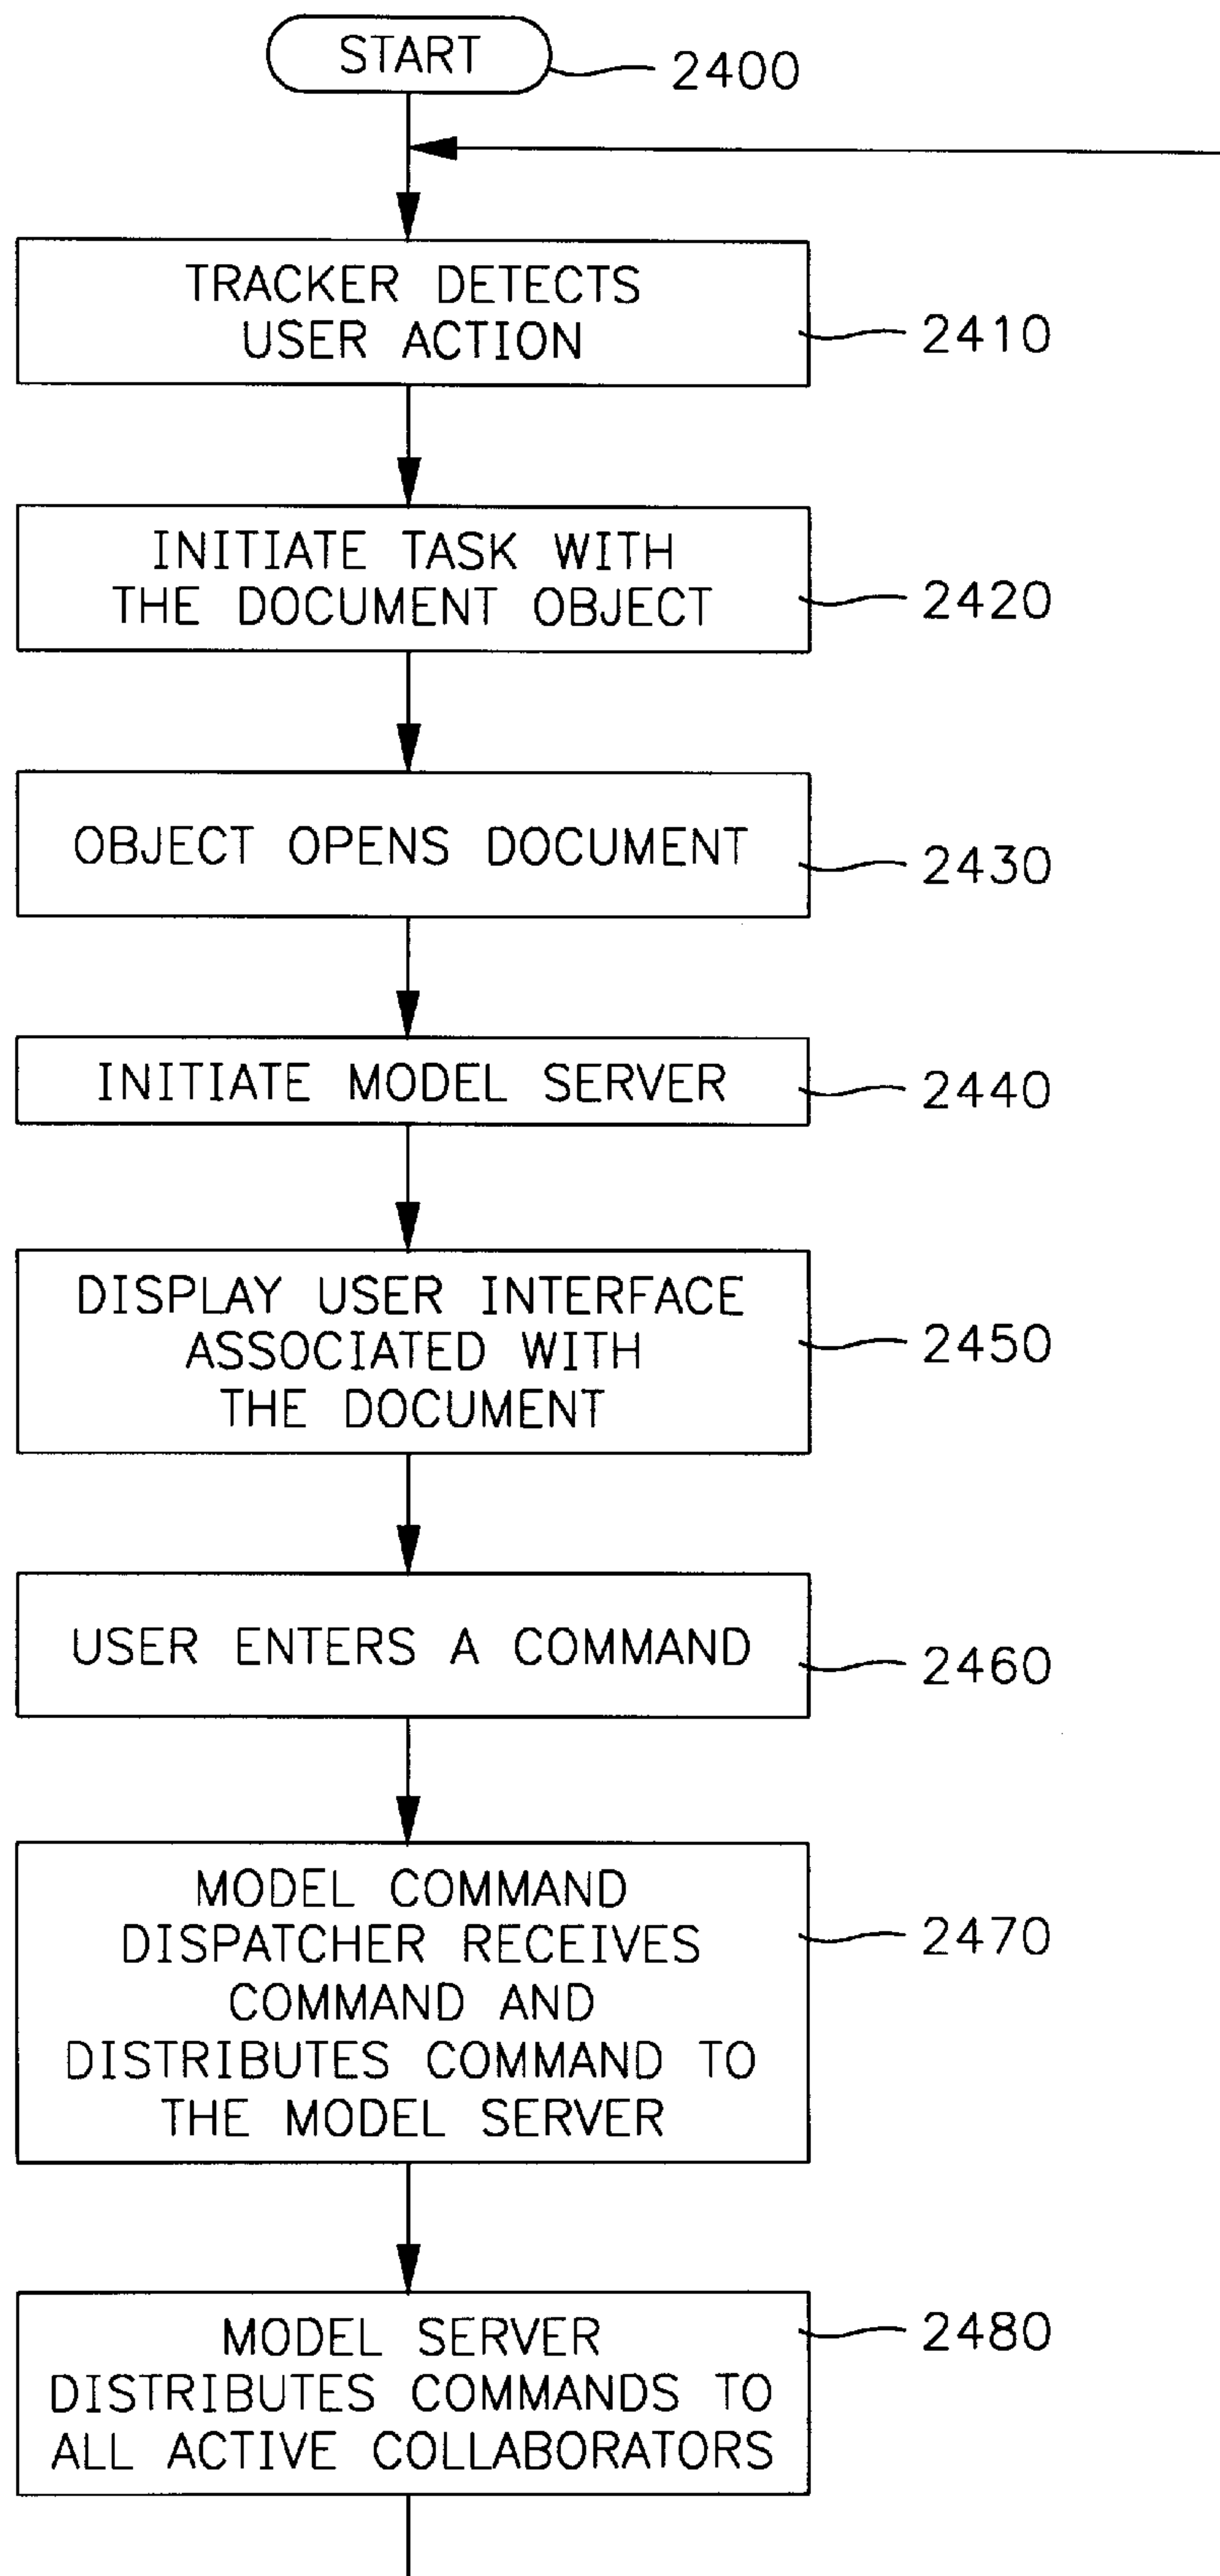 START
2400
TRACKER DETECTS
USER ACTION
2410
INITIATE TASK WITH
THE DOCUMENT OBJECT
2420
OBJECT OPENS DOCUMENT
2430
INITIATE MODEL SERVER
2440
DISPLAY USER INTERFACE
ASSOCIATED WITH
THE DOCUMENT
2450
USER ENTERS A COMMAND
2460
MODEL COMMAND
DISPATCHER RECEIVES
COMMAND AND
DISTRIBUTES COMMAND TO
THE MODEL SERVER
2470
MODEL SERVER
DISTRIBUTES COMMANDS TO
ALL ACTIVE COLLABORATORS
2480